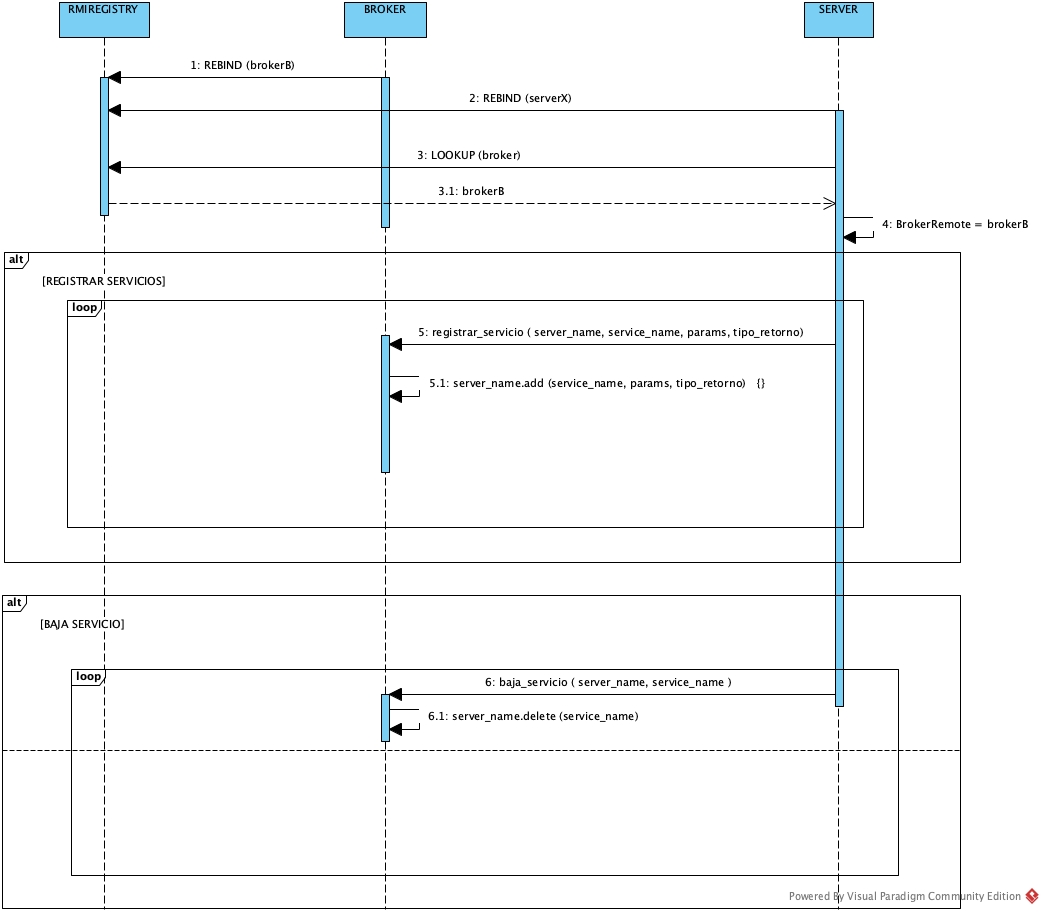 RMIREGISTRY
BROKER
SERVER
1: REBIND (brokerB)
2: REBIND (serverX)
3: LOOKUP (broker)
3.1: brokerB
4: BrokerRemote = brokerB
alt
[REGISTRAR SERVICIOS]
loop
5: registrar_servicio ( server_name, service_name, params, tipo_retorno)
5.1: server_name.add (service_name, params, tipo_retorno) {}
alt
[BAJA SERVICIO]
loop
6: baja_servicio ( server_name, service_name )
6.1: server_name.delete (service_name)
Powered By Visual Paradigm Community Edition